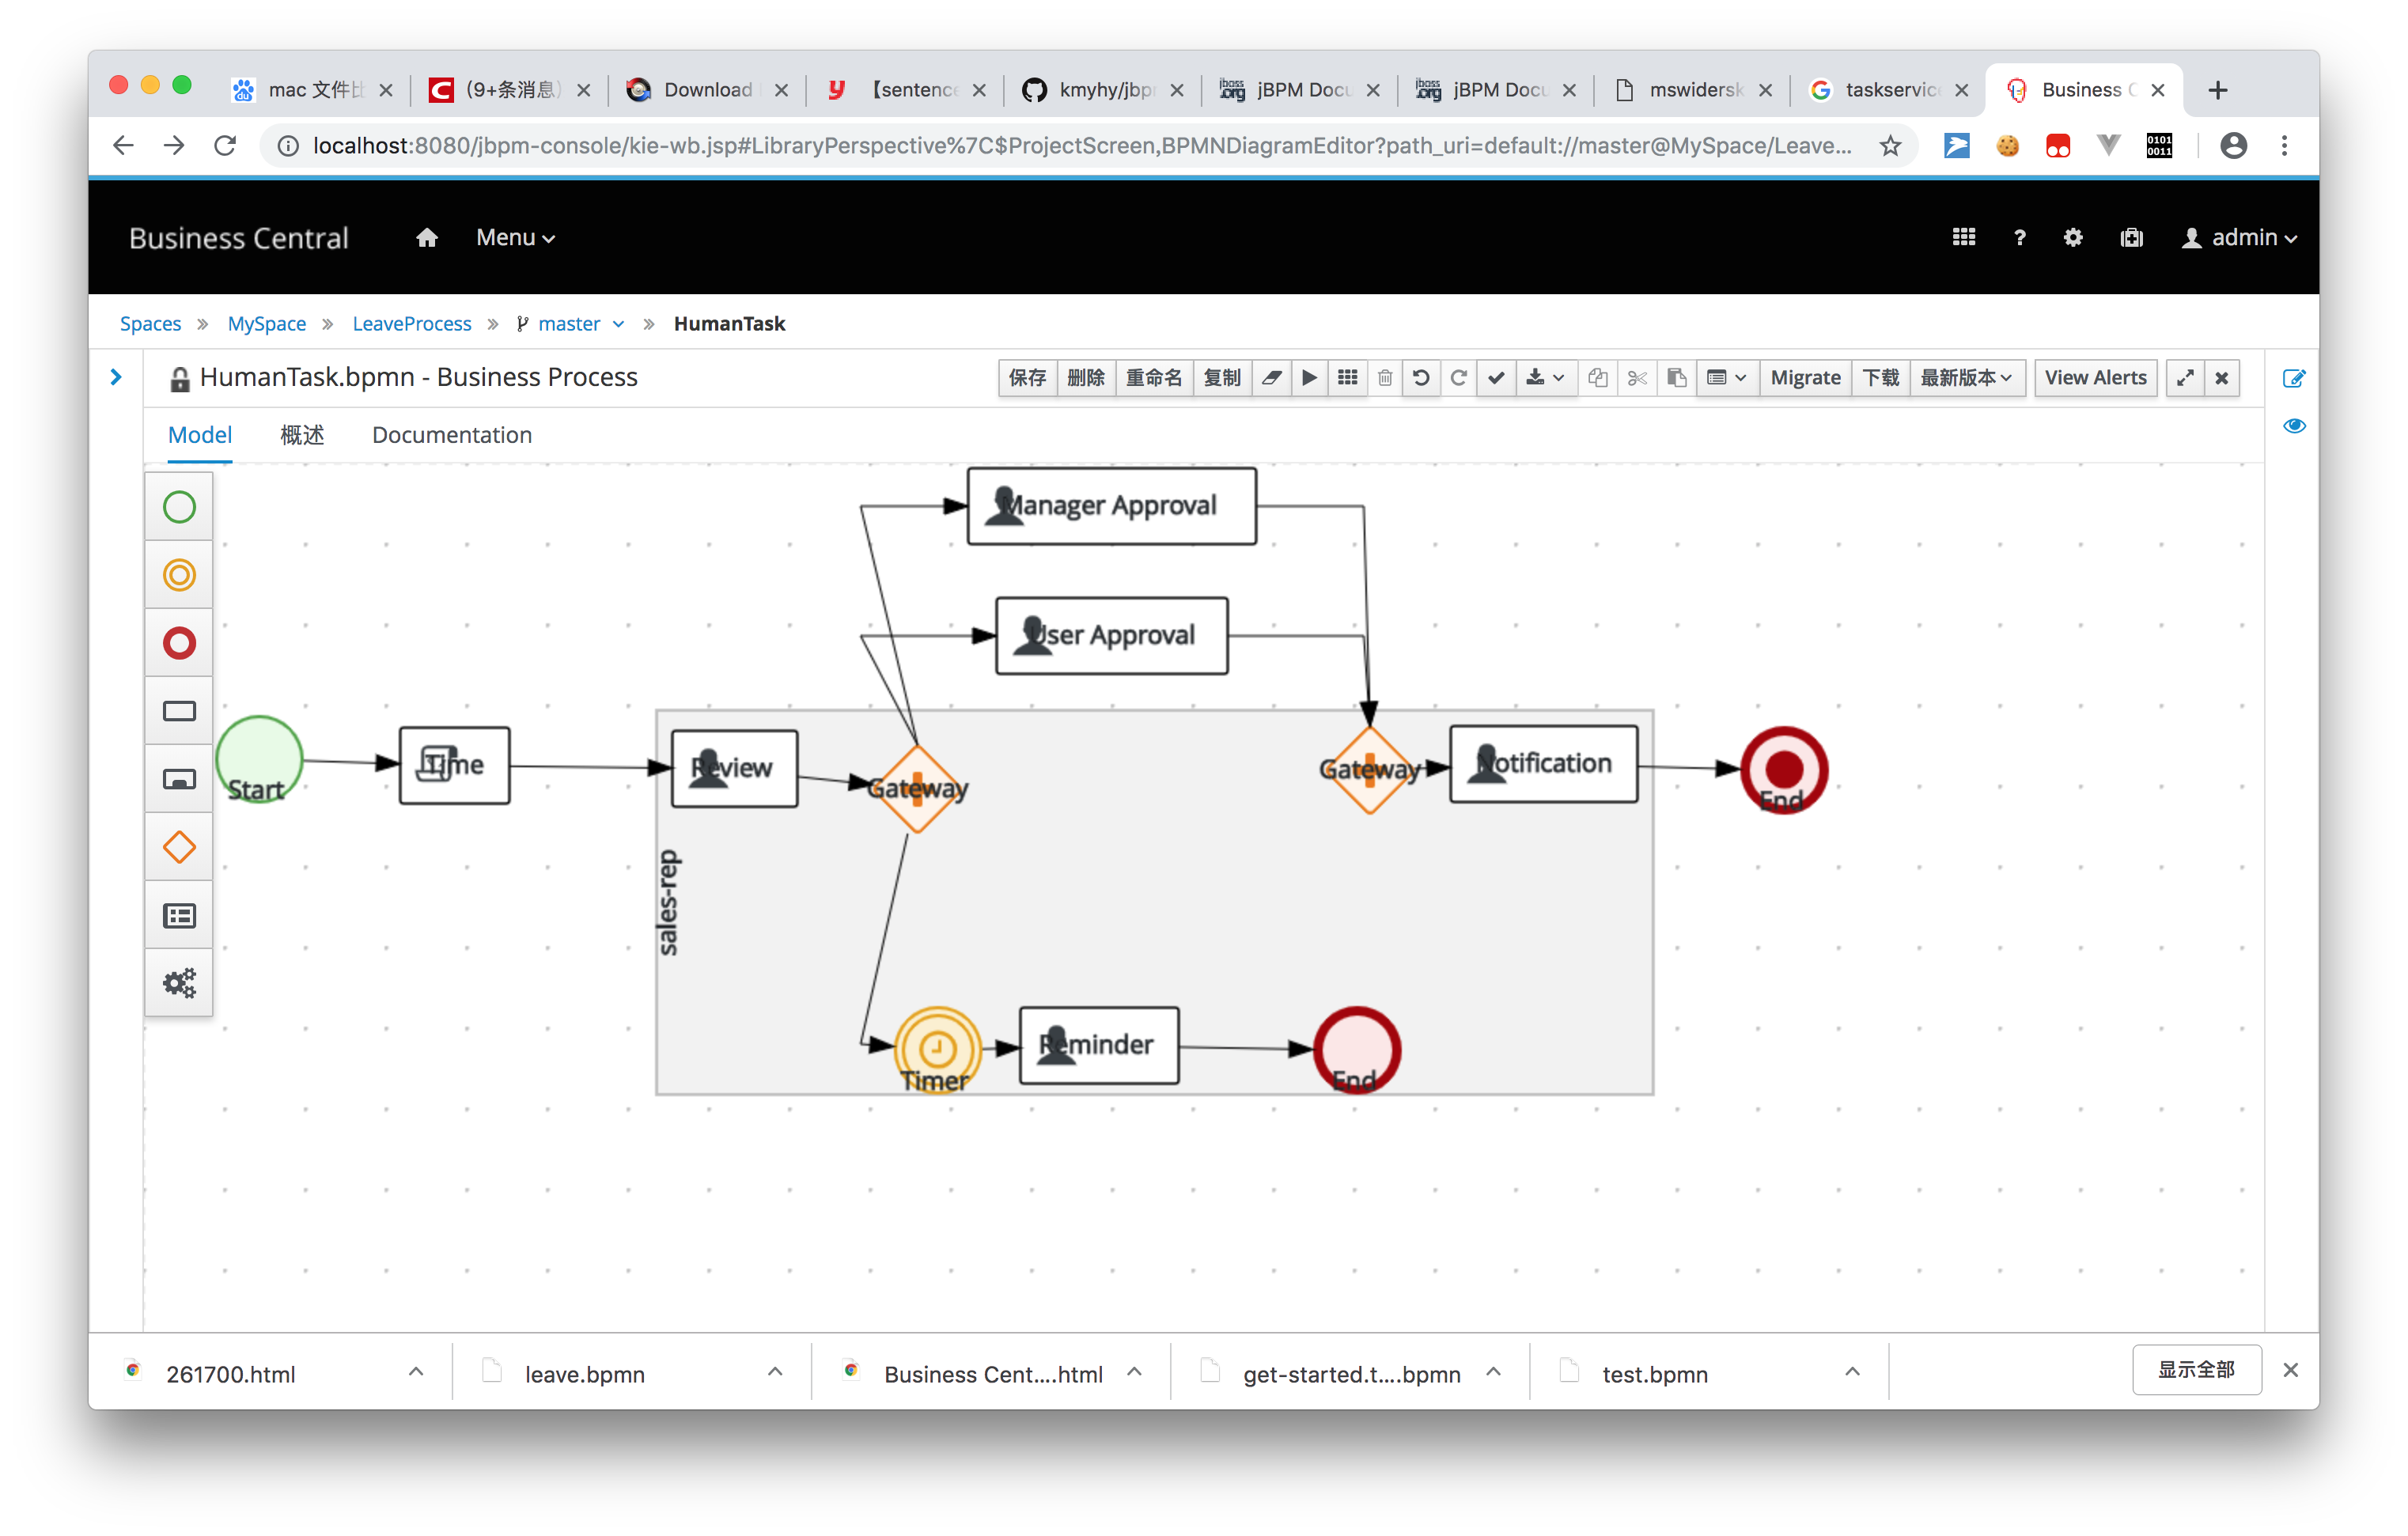 mac 文件比
(9+条消息)
Download
【sentence
kmyhy/jbpm
jBPM Docu
jBPM Docu
mswidersk
taskservice
Business C
localhost:8080/jbpm-console/kie-wb.jsp#LibraryPerspective%7C$ProjectScreen,BPMNDiagramEditor?path_uri=default://master@MySpace/Leave...
Business Central
Menu
admin
Spaces » MySpace » LeaveProcess » master » HumanTask
HumanTask.bpmn - Business Process
保存 删除 重命名 复制 Migrate 下载 最新版本 View Alerts
Model 概述 Documentation
Manager Approval
User Approval
Start
Time
Review
Gateway
Gateway
Notification
End
sales-rep
Timer
Reminder
End
261700.html
leave.bpmn
Business Cent....html
get-started.t....bpmn
test.bpmn
显示全部